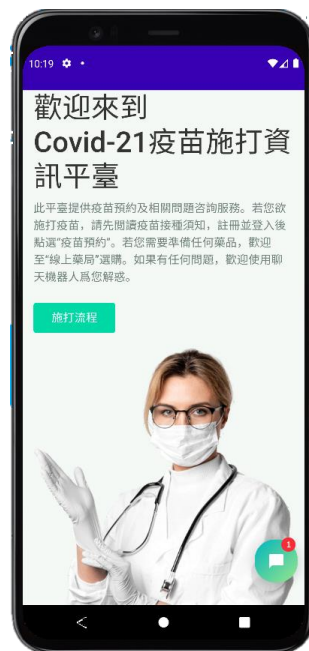 10:19
歡迎來到
Covid-21疫苗施打資
訊平臺
此平臺提供疫苗預約及相關問題咨詢服務。若您欲
施打疫苗，請先閱讀疫苗接種須知，註冊並登入後
點選“疫苗預約”。若您需要準備任何藥品，歡迎
至“線上藥局”選購。如果有任何問題，歡迎使用聊
天機器人爲您解惑。
施打流程
1